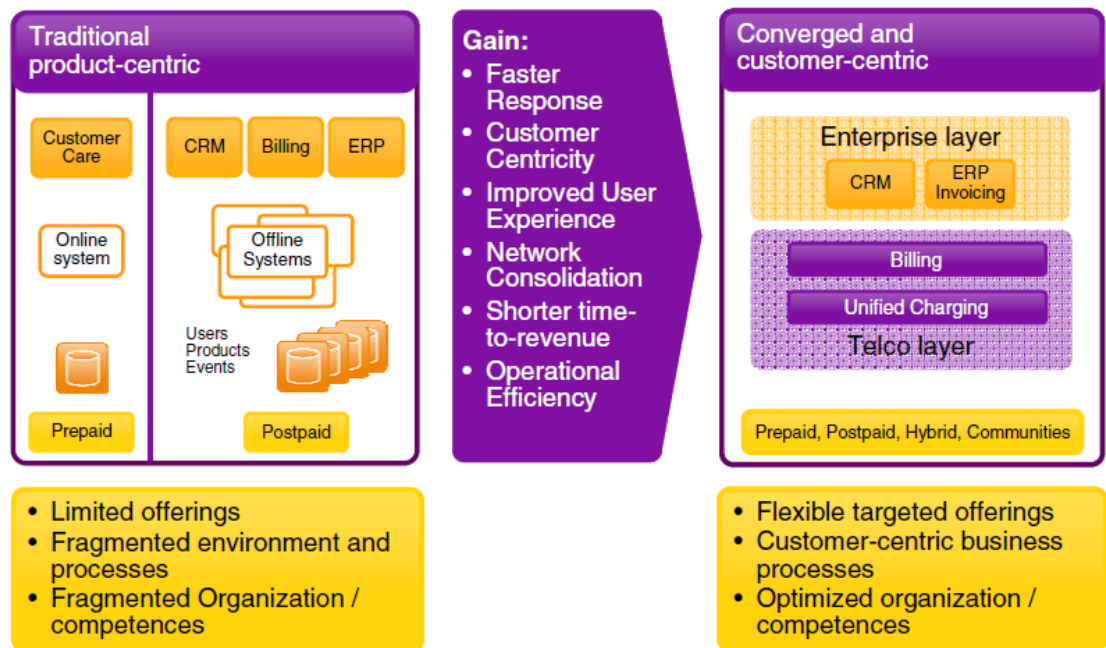 Traditional
product-centric
Customer
Care
CRM
Billing
ERP
Online
system
Offline
Systems
Users
Products
Events
Prepaid
Postpaid
• Limited offerings
• Fragmented environment and
processes
• Fragmented Organization /
competences
Gain:
• Faster
Response
• Customer
Centricity
• Improved User
Experience
• Network
Consolidation
• Shorter time-
to-revenue
• Operational
Efficiency
Converged and
customer-centric
Enterprise layer
CRM
ERP
Invoicing
Billing
Unified Charging
Telco layer
Prepaid, Postpaid, Hybrid, Communities
• Flexible targeted offerings
• Customer-centric business
processes
• Optimized organization /
competences